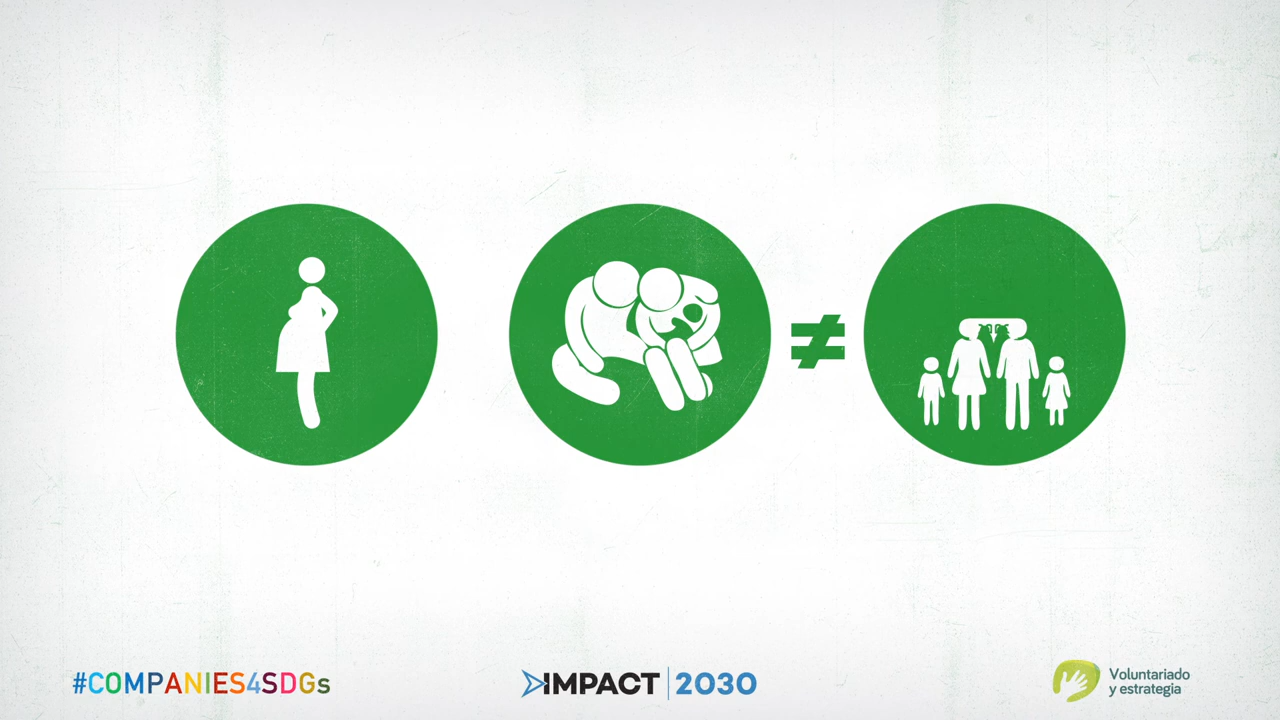 ≠
#COMPANIES4SDGs
IMPACT 2030
Voluntariado
y estrategia